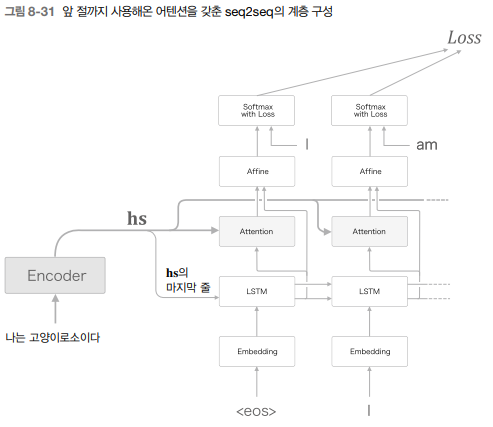 그림 8-31 앞 절까지 사용해온 어텐션을 갖춘 seq2seq의 계층 구성
Loss
Softmax
with Loss
Softmax
with Loss
I
am
Affine
Affine
hs
Attention
Attention
Encoder
hs의
마지막 줄
LSTM
LSTM
나는 고양이로소이다
Embedding
Embedding
<eos>
I